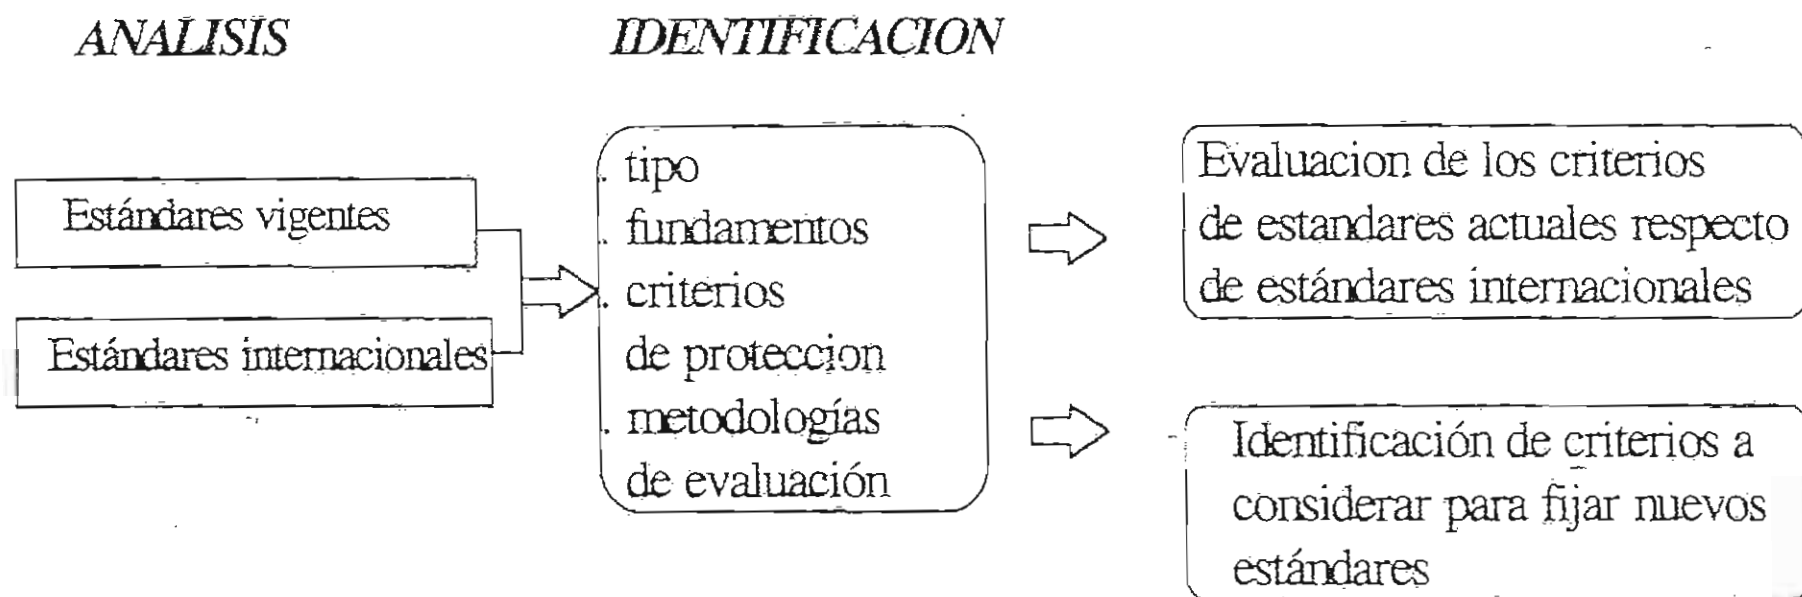 ANALISIS
IDENTIFICACION
Estándares vigentes
Estándares internacionales
. tipo
. fundamentos
. criterios
de proteccion
. metodologías
de evaluación
Evaluacion de los criterios
de estandares actuales respecto
de estándares internacionales
Identificación de criterios a
considerar para fijar nuevos
estándares